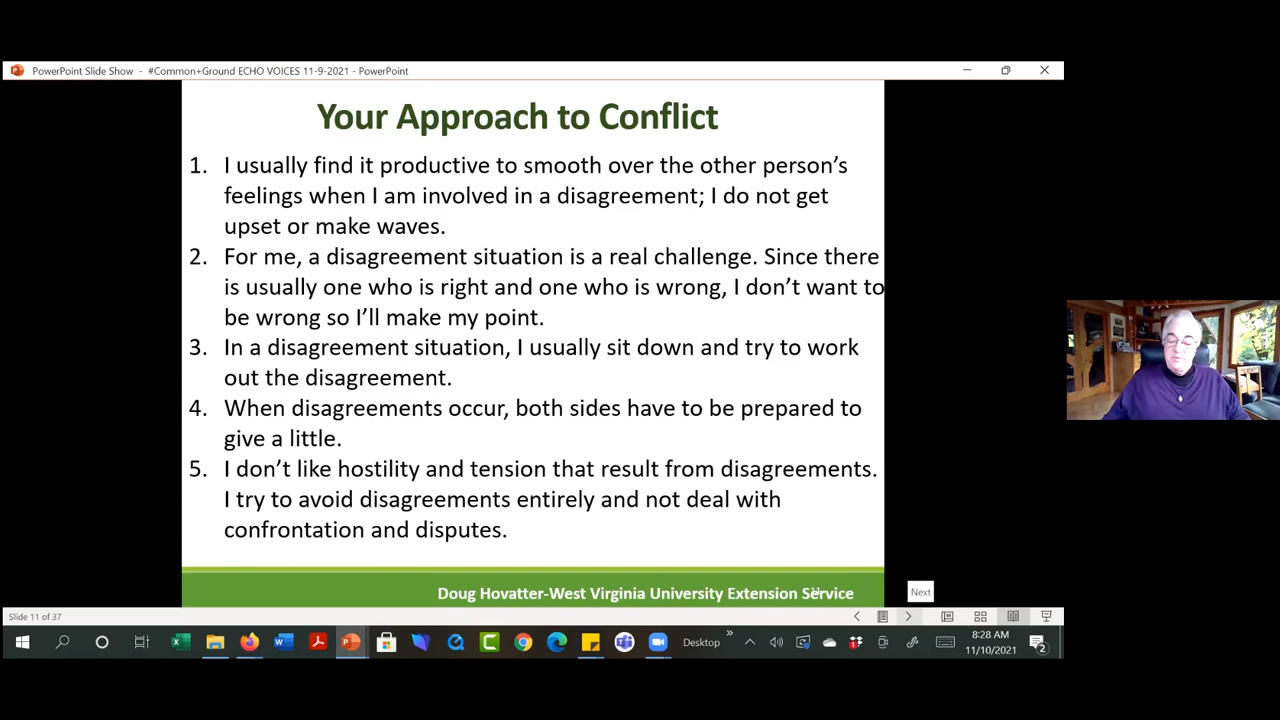 PowerPoint Slide Show - #Common+Ground ECHO VOICES 11-9-2021 - PowerPoint
Your Approach to Conflict
1. I usually find it productive to smooth over the other person’s
feelings when I am involved in a disagreement; I do not get
upset or make waves.
2. For me, a disagreement situation is a real challenge. Since there
is usually one who is right and one who is wrong, I don’t want to
be wrong so I’ll make my point.
3. In a disagreement situation, I usually sit down and try to work
out the disagreement.
4. When disagreements occur, both sides have to be prepared to
give a little.
5. I don’t like hostility and tension that result from disagreements.
I try to avoid disagreements entirely and not deal with
confrontation and disputes.
Doug Hovatter-West Virginia University Extension Service
Next
Slide 11 of 37
Desktop
8:28 AM
11/10/2021
2